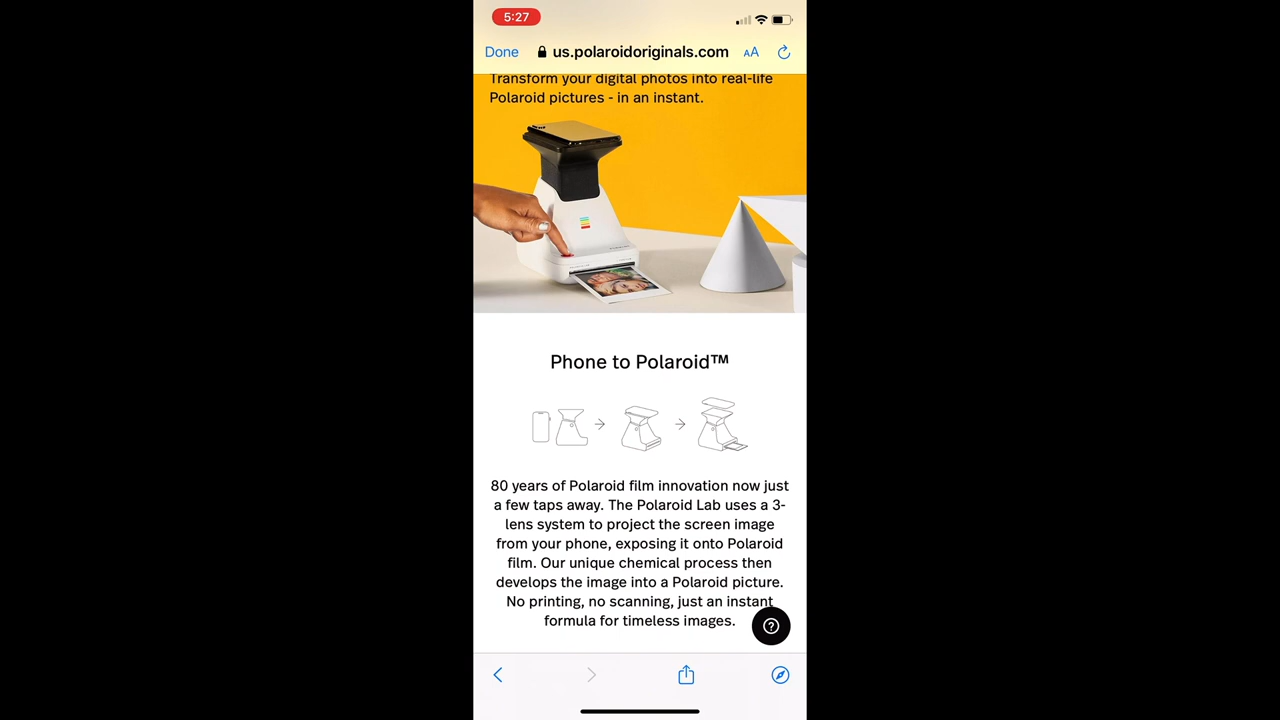 5:27
Done
us.polaroidoriginals.com
AA
Transform your digital photos into real-life
Polaroid pictures - in an instant.
Phone to Polaroid™
80 years of Polaroid film innovation now just
a few taps away. The Polaroid Lab uses a 3-
lens system to project the screen image
from your phone, exposing it onto Polaroid
film. Our unique chemical process then
develops the image into a Polaroid picture.
No printing, no scanning, just an instant
formula for timeless images.
?